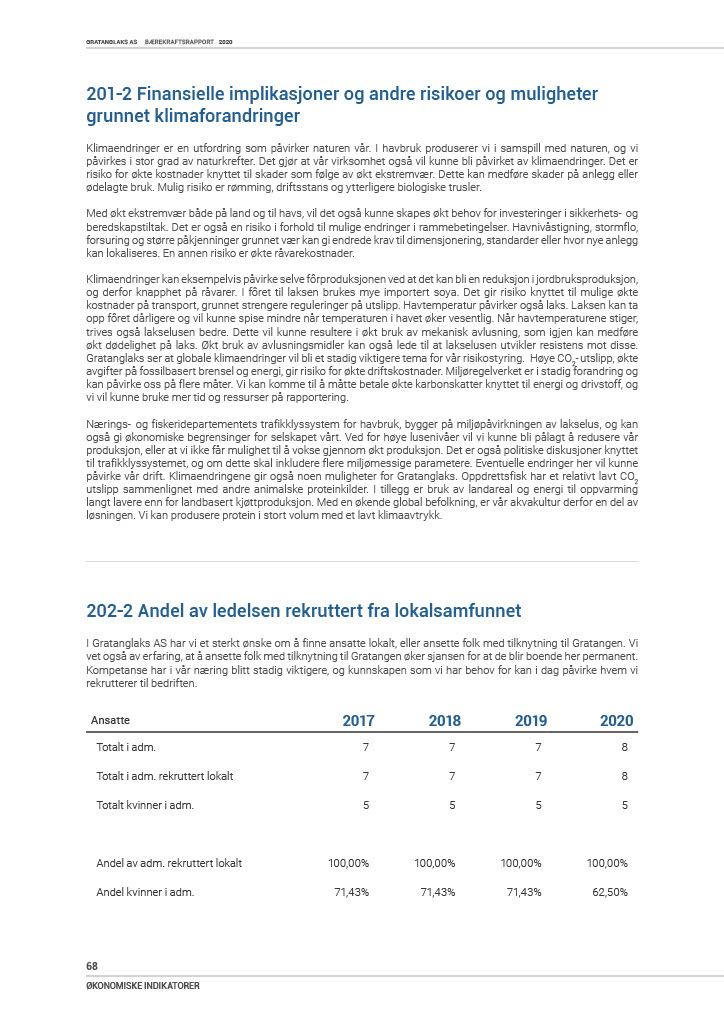 GRATANGLAKS AS BÆREKRAFTSRAPPORT 2020
201-2 Finansielle implikasjoner og andre risikoer og muligheter
grunnet klimaforandringer
Klimaendringer er en utfordring som påvirker naturen vår. I havbruk produserer vi i samspill med naturen, og vi
påvirkes i stor grad av naturkrefter. Det gjør at vår virksomhet også vil kunne bli påvirket av klimaendringer. Det er
risiko for økte kostnader knyttet til skader som følge av økt ekstremvær. Dette kan medføre skader på anlegg eller
ødelagte bruk. Mulig risiko er rømming, driftsstans og ytterligere biologiske trusler.
Med økt ekstremvær både på land og til havs, vil det også kunne skapes økt behov for investeringer i sikkerhets- og
beredskapstiltak. Det er også en risiko i forhold til mulige endringer i rammebetingelser. Havnivåstigning, stormflo,
forsuring og større påkjenninger grunnet vær kan gi endrede krav til dimensjonering, standarder eller hvor nye anlegg
kan lokaliseres. En annen risiko er økte råvarekostnader.
Klimaendringer kan eksempelvis påvirke selve fôrproduksjonen ved at det kan bli en reduksjon i jordbruksproduksjon,
og derfor knapphet på råvarer. I fôret til laksen brukes mye importert soya. Det gir risiko knyttet til mulige økte
kostnader på transport, grunnet strengere reguleringer på utslipp. Havtemperatur påvirker også laks. Laksen kan ta
opp fôret dårligere og vil kunne spise mindre når temperaturen i havet øker vesentlig. Når havtemperaturene stiger,
trives også lakselusen bedre. Dette vil kunne resultere i økt bruk av mekanisk avlusning, som igjen kan medføre
økt dødelighet på laks. Økt bruk av avlusningsmidler kan også lede til at lakselusen utvikler resistens mot disse.
Gratanglaks ser at globale klimaendringer vil bli et stadig viktigere tema for vår risikostyring. Høye CO₂-utslipp, økte
avgifter på fossilbasert brensel og energi, gir risiko for økte driftskostnader. Miljøregelverket er i stadig forandring og
kan påvirke oss på flere måter. Vi kan komme til å måtte betale økte karbonskatter knyttet til energi og drivstoff, og
vi vil kunne bruke mer tid og ressurser på rapportering.
Nærings- og fiskeridepartementets trafikklyssystem for havbruk, bygger på miljøpåvirkningen av lakselus, og kan
også gi økonomiske begrensinger for selskapet vårt. Ved for høye lusenivåer vil vi kunne bli pålagt å redusere vår
produksjon, eller at vi ikke får mulighet til å vokse gjennom økt produksjon. Det er også politiske diskusjoner knyttet
til trafikklyssystemet, og om dette skal inkludere flere miljømessige parametere. Eventuelle endringer her vil kunne
påvirke vår drift. Klimaendringene gir også noen muligheter for Gratanglaks. Oppdrettsfisk har et relativt lavt CO₂
utslipp sammenlignet med andre animalske proteinkilder. I tillegg er bruk av landareal og energi til oppvarming
langt lavere enn for landbasert kjøttproduksjon. Med en økende global befolkning, er vår akvakultur derfor en del av
løsningen. Vi kan produsere protein i stort volum med et lavt klimaavtrykk.
202-2 Andel av ledelsen rekruttert fra lokalsamfunnet
I Gratanglaks AS har vi et sterkt ønske om å finne ansatte lokalt, eller ansette folk med tilknytning til Gratangen. Vi
vet også av erfaring, at å ansette folk med tilknytning til Gratangen øker sjansen for at de blir boende her permanent.
Kompetanse har i vår næring blitt stadig viktigere, og kunnskapen som vi har behov for kan i dag påvirke hvem vi
rekrutterer til bedriften.
Ansatte 2017 2018 2019 2020
Totalt i adm. 7 7 7 8
Totalt i adm. rekruttert lokalt 7 7 7 8
Totalt kvinner i adm. 5 5 5 5
Andel av adm. rekruttert lokalt 100,00% 100,00% 100,00% 100,00%
Andel kvinner i adm. 71,43% 71,43% 71,43% 62,50%
68
ØKONOMISKE INDIKATORER